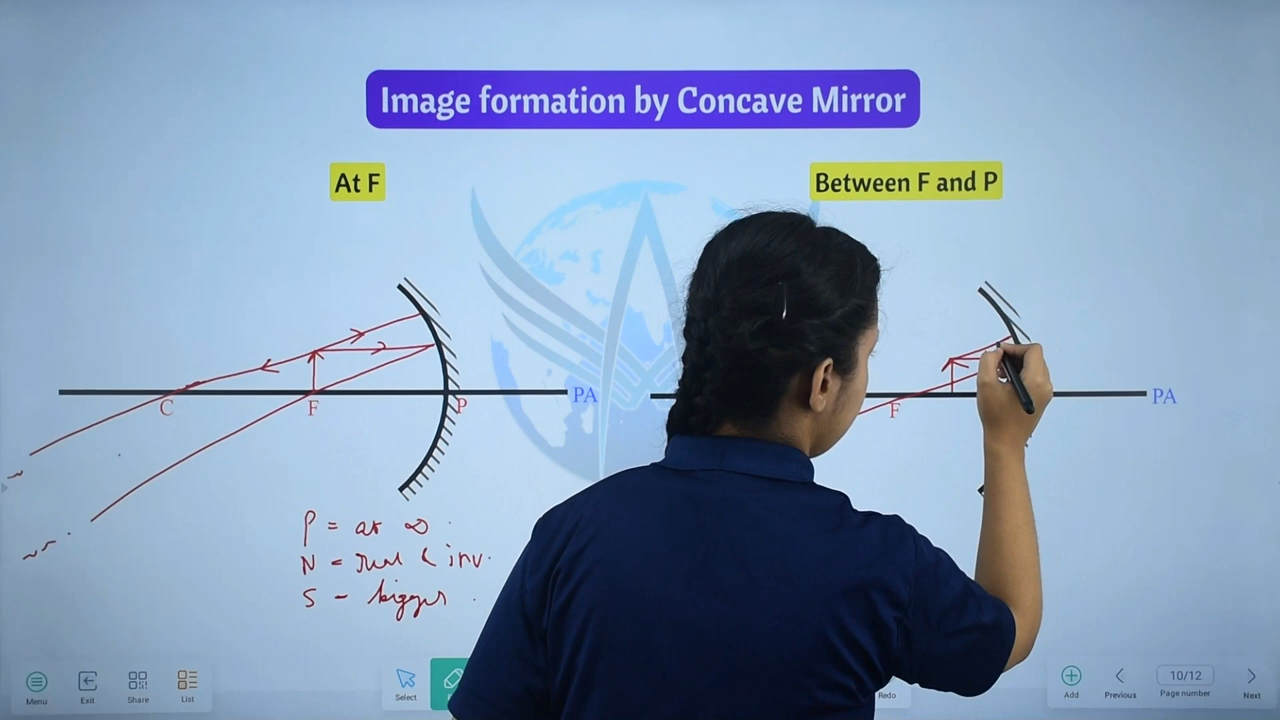 Image formation by Concave Mirror
At F
Between F and P
C
F
P
PA
F
PA
P = at ∞
N = real & inv.
S - bigger
Menu
Exit
Share
List
Select
Redo
Add
Previous
10/12
Page number
Next